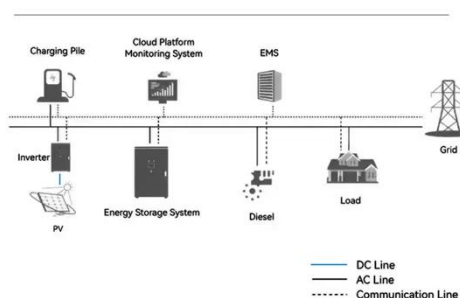 Charging Pile
Cloud Platform
Monitoring System
EMS
Grid
Inverter
PV
Energy Storage System
Diesel
Load
DC Line
AC Line
Communication Line